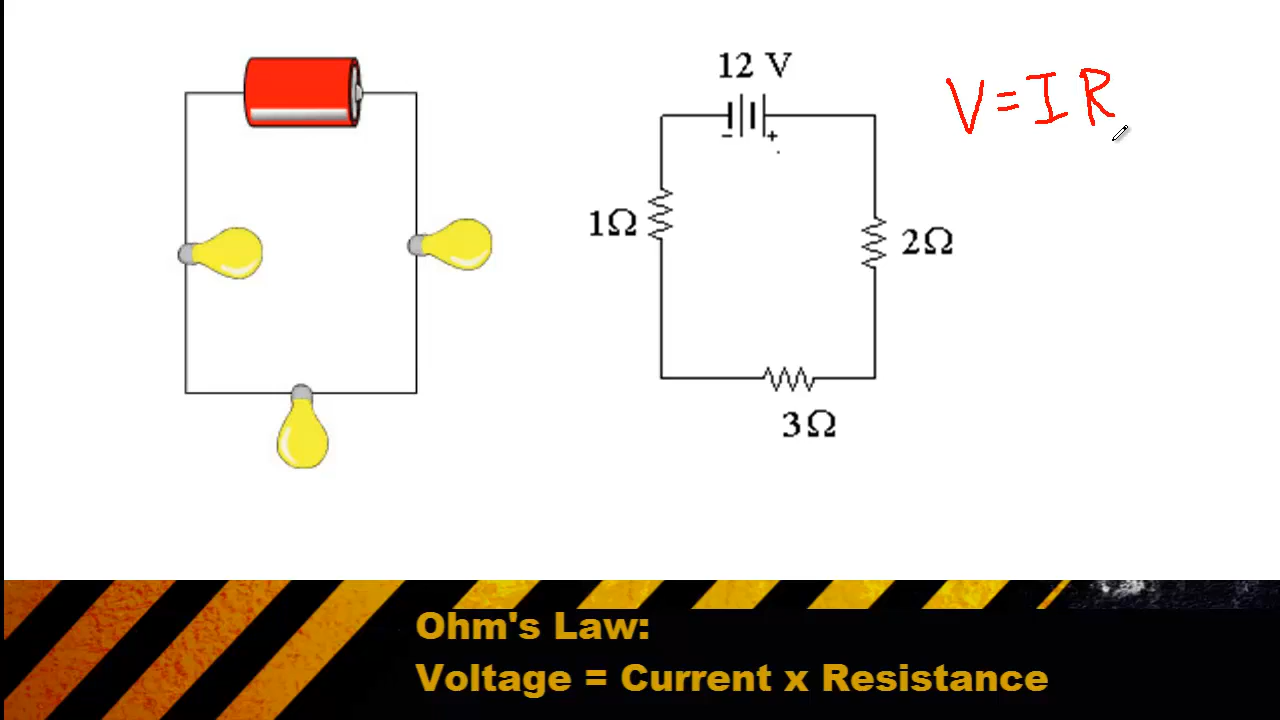 12 V
V=IR
- +
1Ω
2Ω
3Ω
Ohm's Law:
Voltage = Current x Resistance